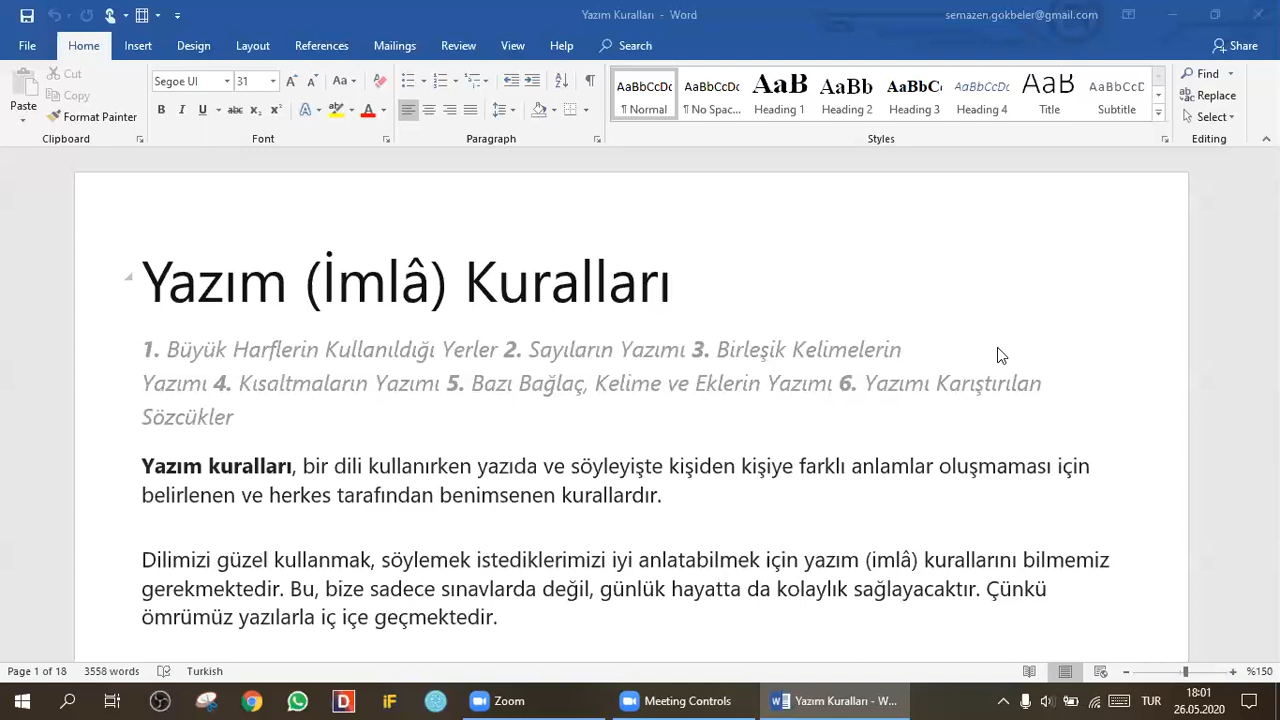 Yazım Kuralları - Word
semazen.gokbeler@gmail.com
File Home Insert Design Layout References Mailings Review View Help Search Share
Paste
Cut
Copy
Format Painter
Clipboard
Segoe UI 31
Font
Paragraph
AaBbCcDc AaBbCcDc AaB AaBb AaBbC AaBbCcDc AaB AaBbCcDc
¶ Normal ¶ No Spac... Heading 1 Heading 2 Heading 3 Heading 4 Title Subtitle
Styles
Find
Replace
Select
Editing
Yazım (İmlâ) Kuralları
1. Büyük Harflerin Kullanıldığı Yerler 2. Sayıların Yazımı 3. Birleşik Kelimelerin
Yazımı 4. Kısaltmaların Yazımı 5. Bazı Bağlaç, Kelime ve Eklerin Yazımı 6. Yazımı Karıştırılan
Sözcükler
Yazım kuralları, bir dili kullanırken yazıda ve söyleyişte kişiden kişiye farklı anlamlar oluşmaması için
belirlenen ve herkes tarafından benimsenen kurallardır.
Dilimizi güzel kullanmak, söylemek istediklerimizi iyi anlatabilmek için yazım (imlâ) kurallarını bilmemiz
gerekmektedir. Bu, bize sadece sınavlarda değil, günlük hayatta da kolaylık sağlayacaktır. Çünkü
ömrümüz yazılarla iç içe geçmektedir.
Page 1 of 18 3558 words Turkish %150
Zoom Meeting Controls Yazım Kuralları - W... TUR 18:01
26.05.2020